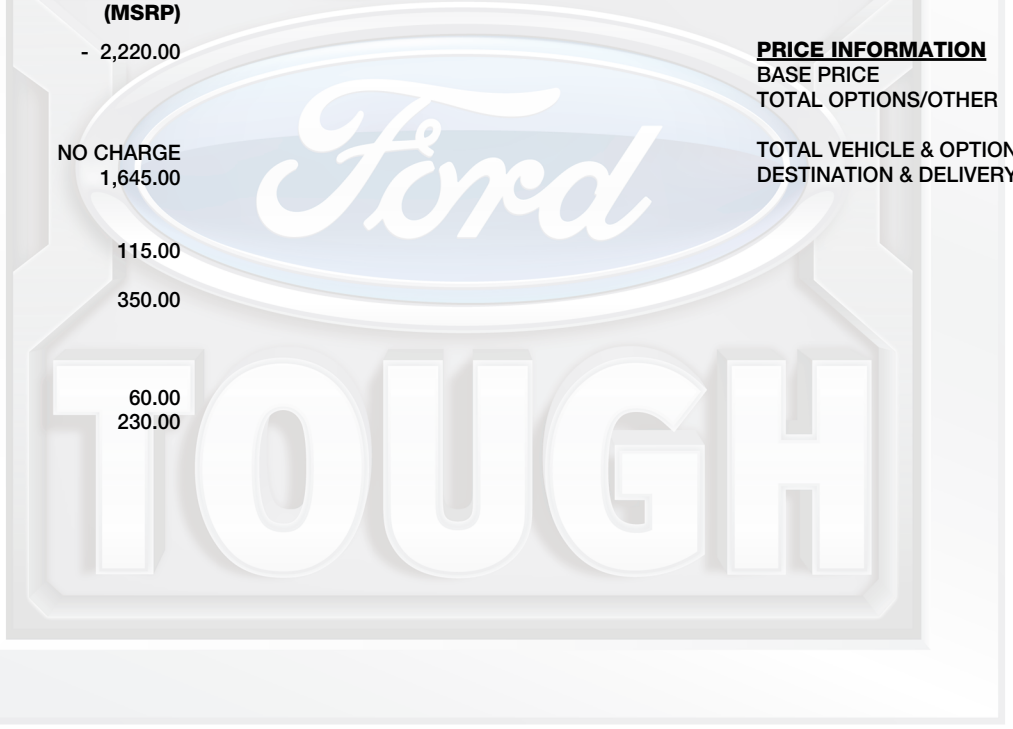 (MSRP)
- 2,220.00
NO CHARGE
1,645.00
115.00
350.00
60.00
230.00
PRICE INFORMATION
BASE PRICE
TOTAL OPTIONS/OTHER
TOTAL VEHICLE & OPTION
DESTINATION & DELIVERY
Ford
TOUGH